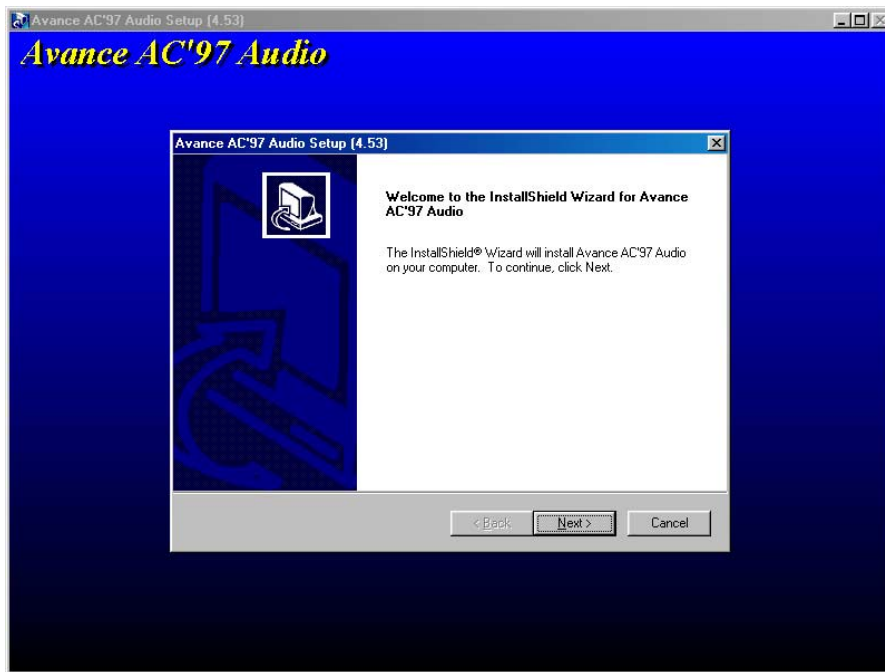 Avance AC'97 Audio Setup (4.53)
Avance AC'97 Audio
Avance AC'97 Audio Setup (4.53)
Welcome to the InstallShield Wizard for Avance
AC'97 Audio
The InstallShield® Wizard will install Avance AC'97 Audio
on your computer. To continue, click Next.
< Back
Next >
Cancel